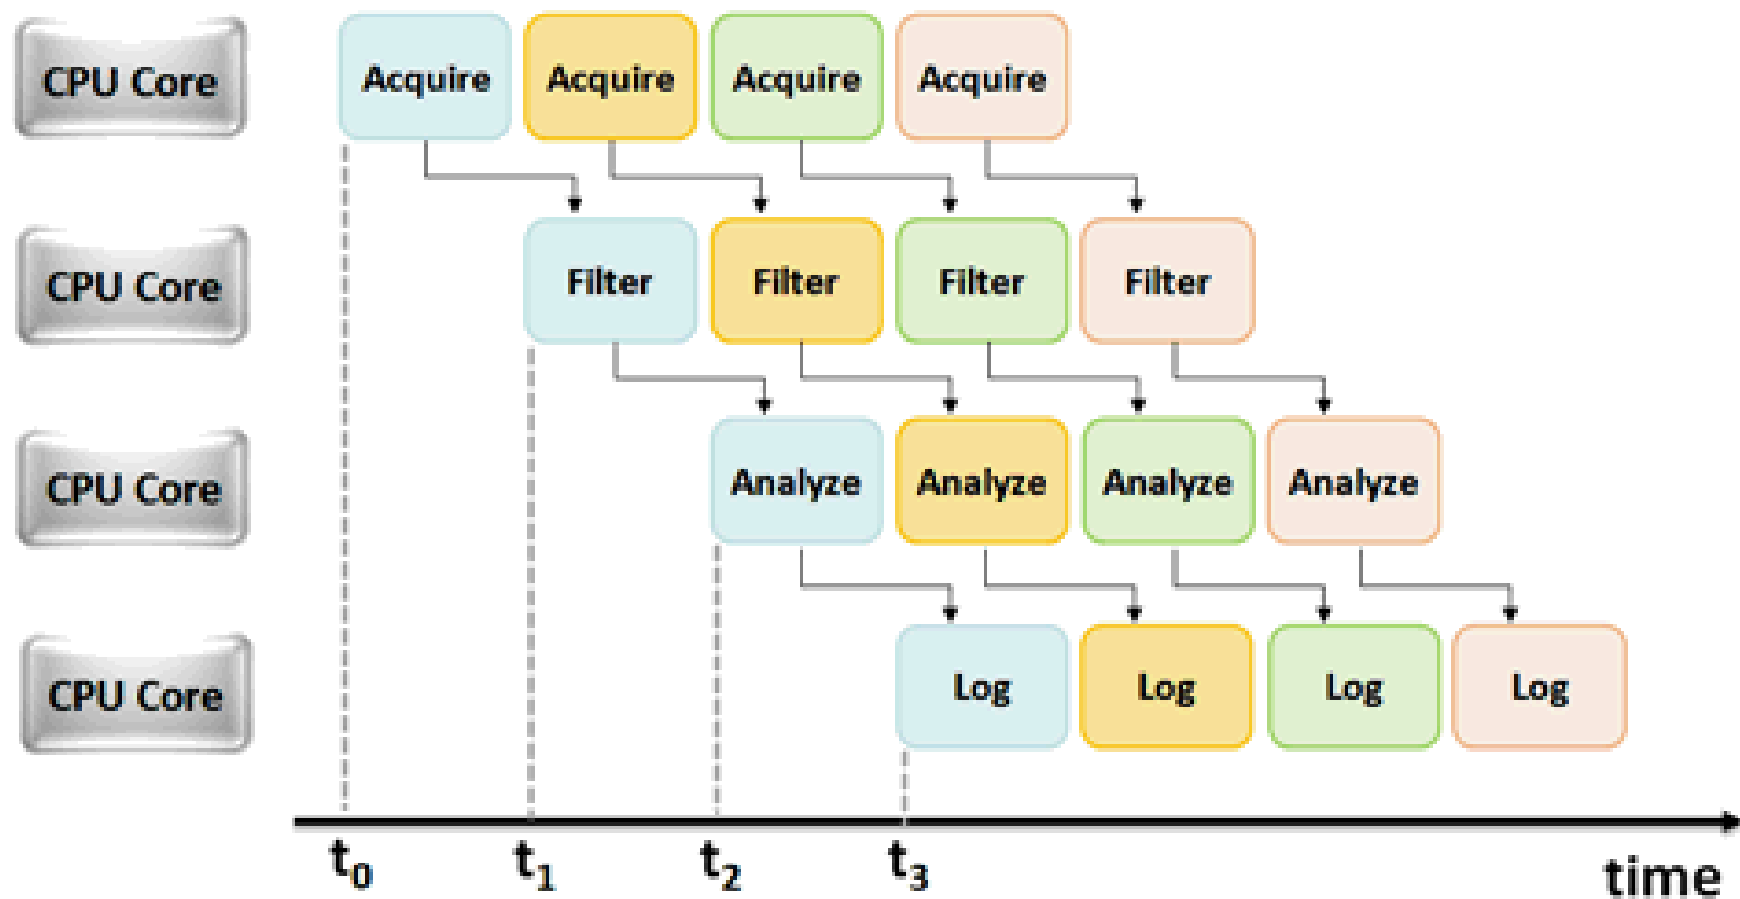 CPU Core Acquire Acquire Acquire Acquire
CPU Core Filter Filter Filter Filter
CPU Core Analyze Analyze Analyze Analyze
CPU Core Log Log Log Log
t0 t1 t2 t3
time